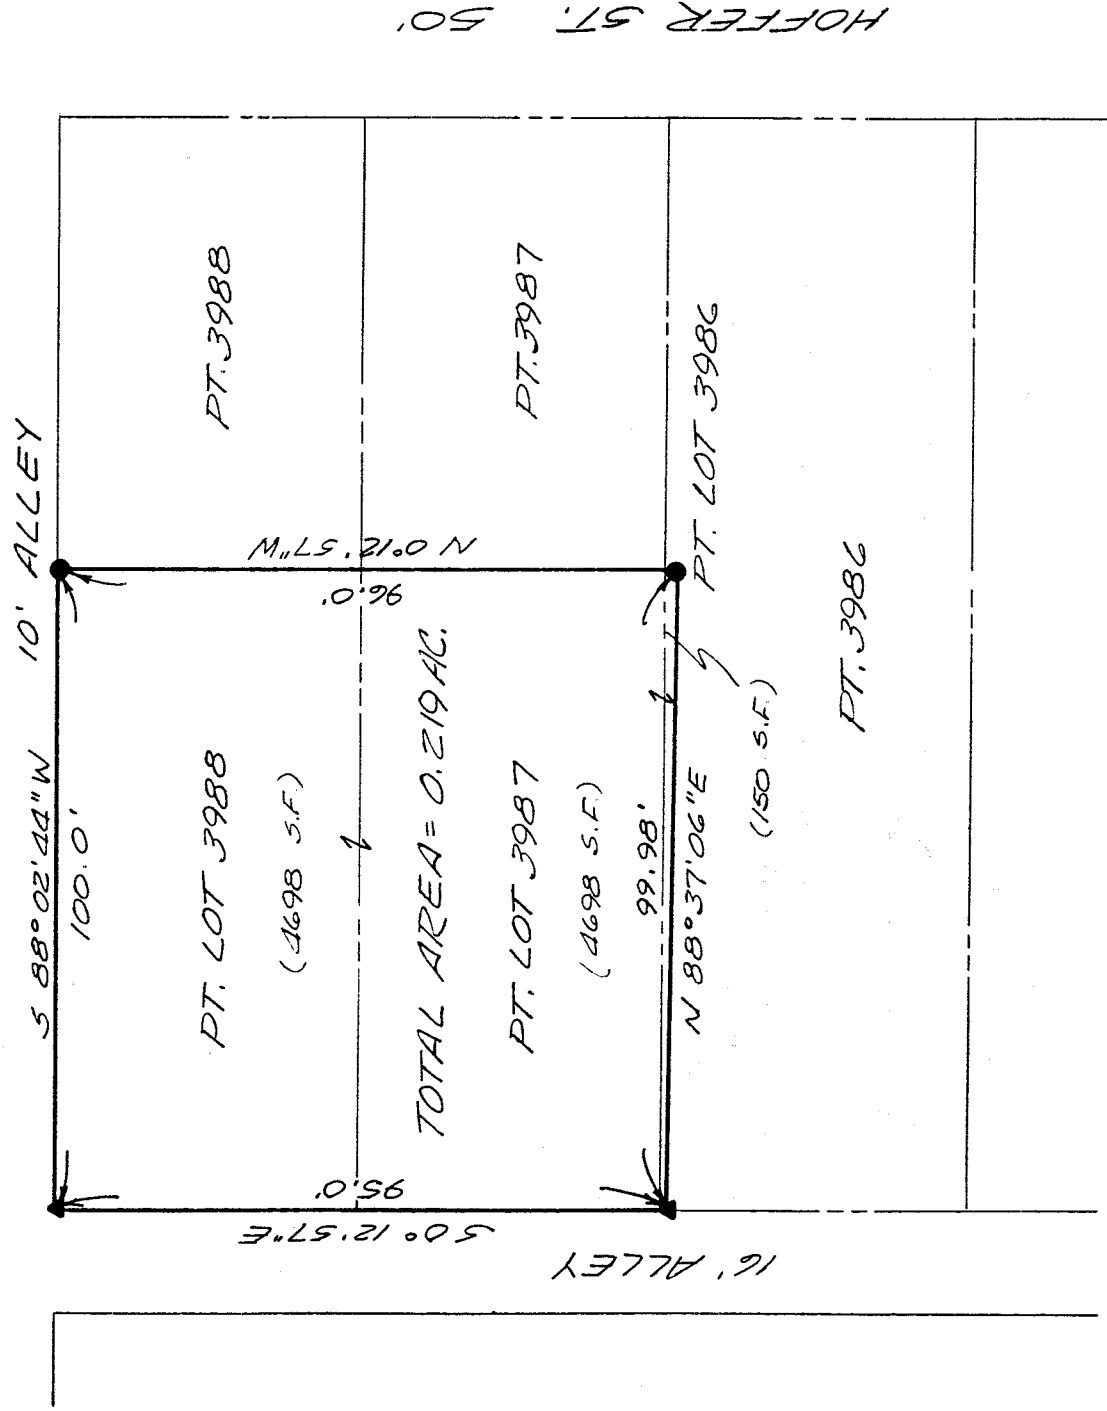 HOFFER ST. 50'
10' ALLEY
S 88°02'44"W
100.0'
PT. 3988
PT. 3987
PT. LOT 3986
PT. 3986
N 0°12'57"W
96.0'
PT. LOT 3988
(4698 S.F.)
TOTAL AREA = 0.219 AC.
PT. LOT 3987
(4698 S.F.)
99.98'
N 88°37'06"E
(150 S.F.)
95.0'
S 0°12'57"E
16' ALLEY